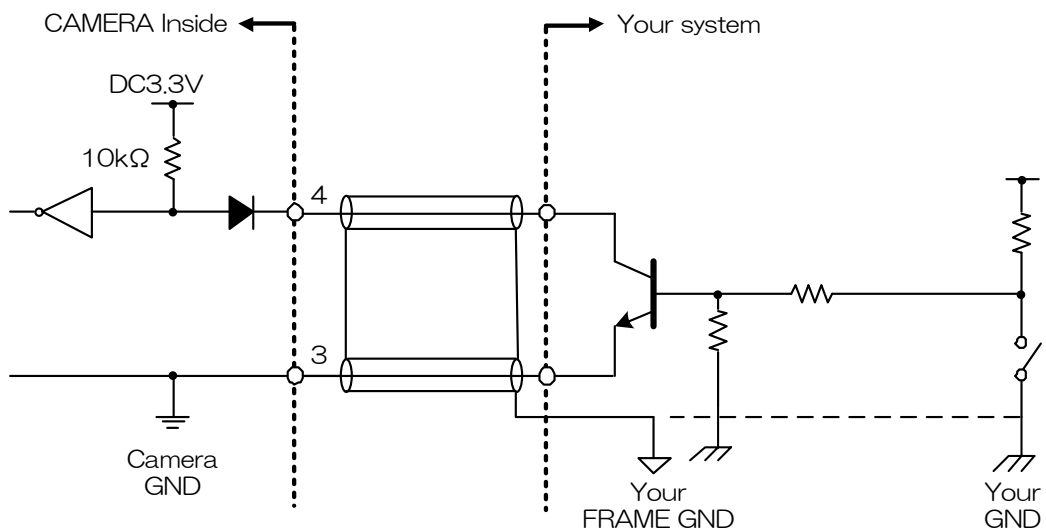 CAMERA Inside
Your system
DC3.3V
10kΩ
4
3
Camera
GND
Your
FRAME GND
Your
GND